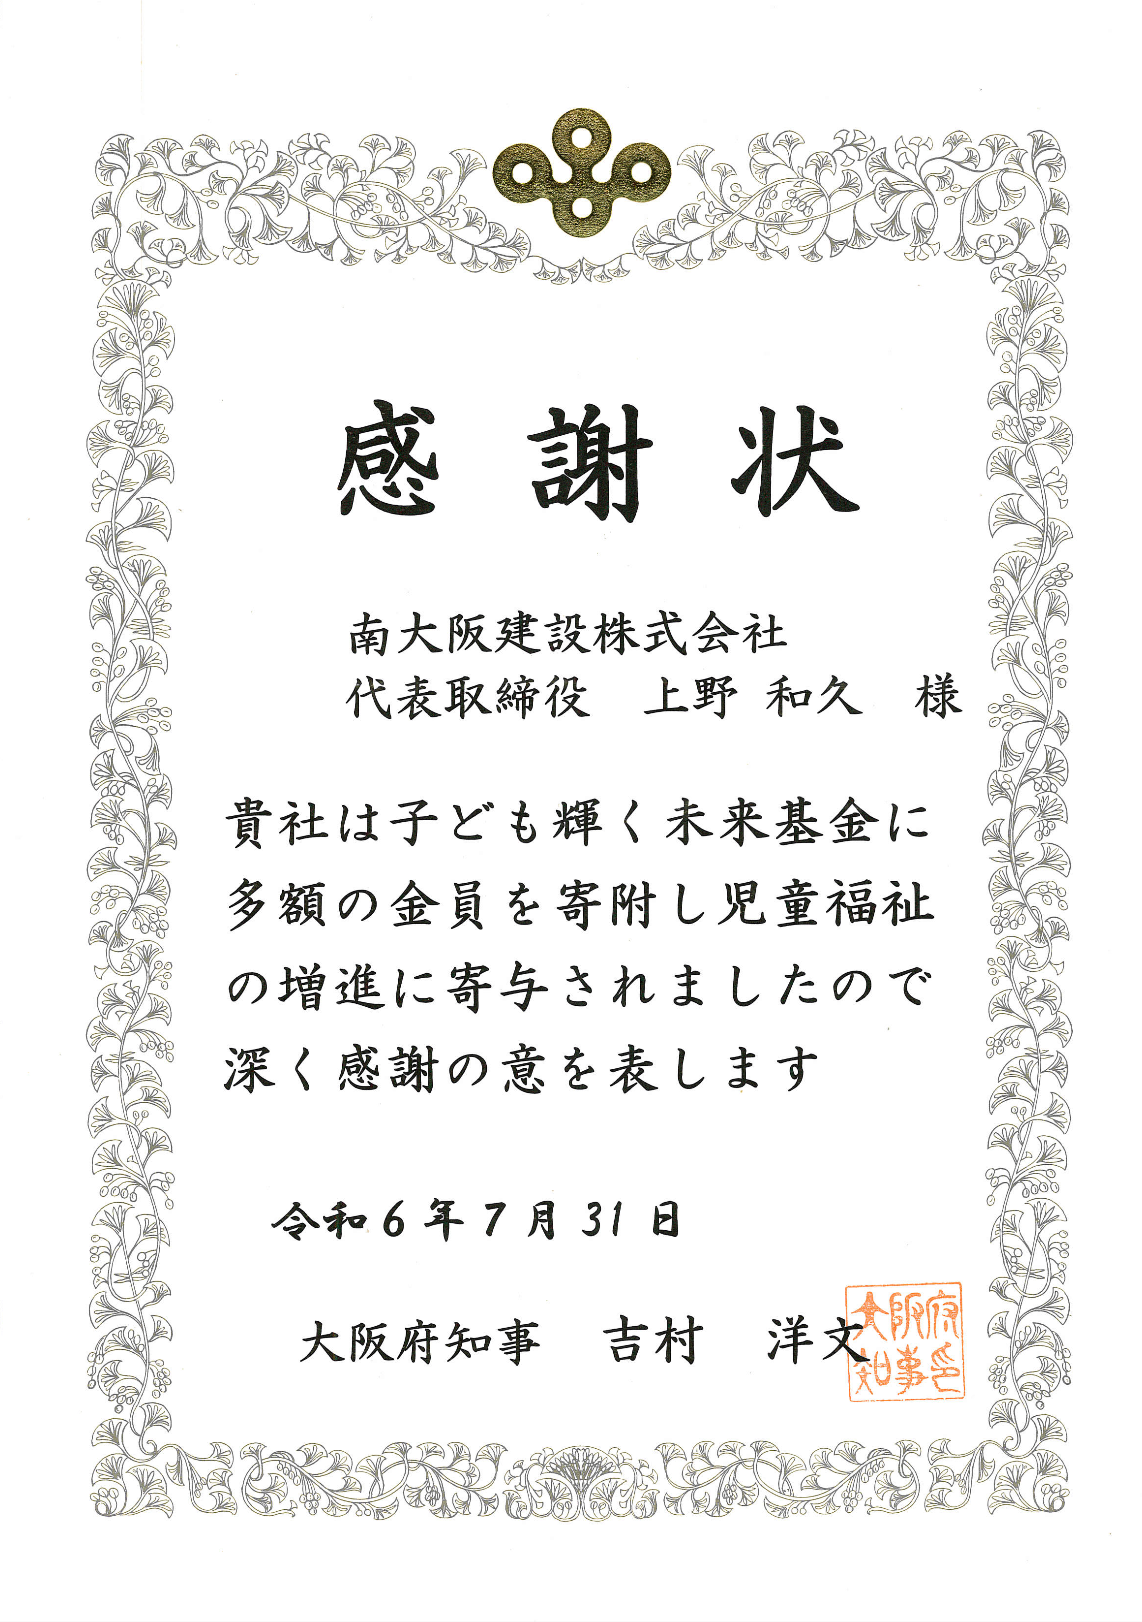 感謝状
南大阪建設株式会社
代表取締役　上野 和久　様
貴社は子ども輝く未来基金に
多額の金員を寄附し児童福祉
の増進に寄与されましたので
深く感謝の意を表します
令和6年7月31日
大阪府知事　吉村　洋文
大阪府
知事印